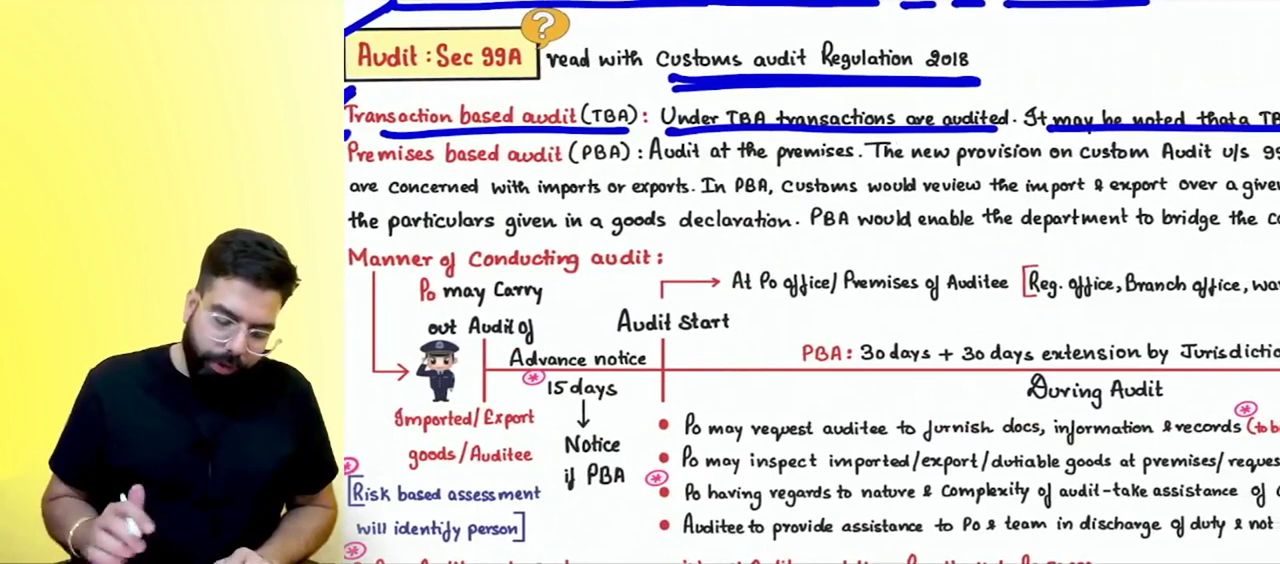 ?
Audit : Sec 99A read with Customs audit Regulation 2018
Transaction based audit (TBA) : Under TBA transactions are audited. It may be noted that a TB
Premises based audit (PBA) : Audit at the premises. The new provision on custom Audit u/s 99
are concerned with imports or exports. In PBA, customs would review the import & export over a given
the particulars given in a goods declaration. PBA would enable the department to bridge the
Manner of Conducting audit :
Po may Carry
out Audit of
Imported/Export
goods/Auditee
[Risk based assessment
will identify person]
Advance notice
15 days
Notice
if PBA
Audit Start
At Po office/ Premises of Auditee [Reg. office, Branch office,
PBA : 30 days + 30 days extension by
During Audit
• Po may request auditee to furnish docs, information & records (to b
• Po may inspect imported/export/dutiable goods at premises/
• Po having regards to nature & Complexity of audit-take assistance of
• Auditee to provide assistance to Po & team in discharge of duty & not